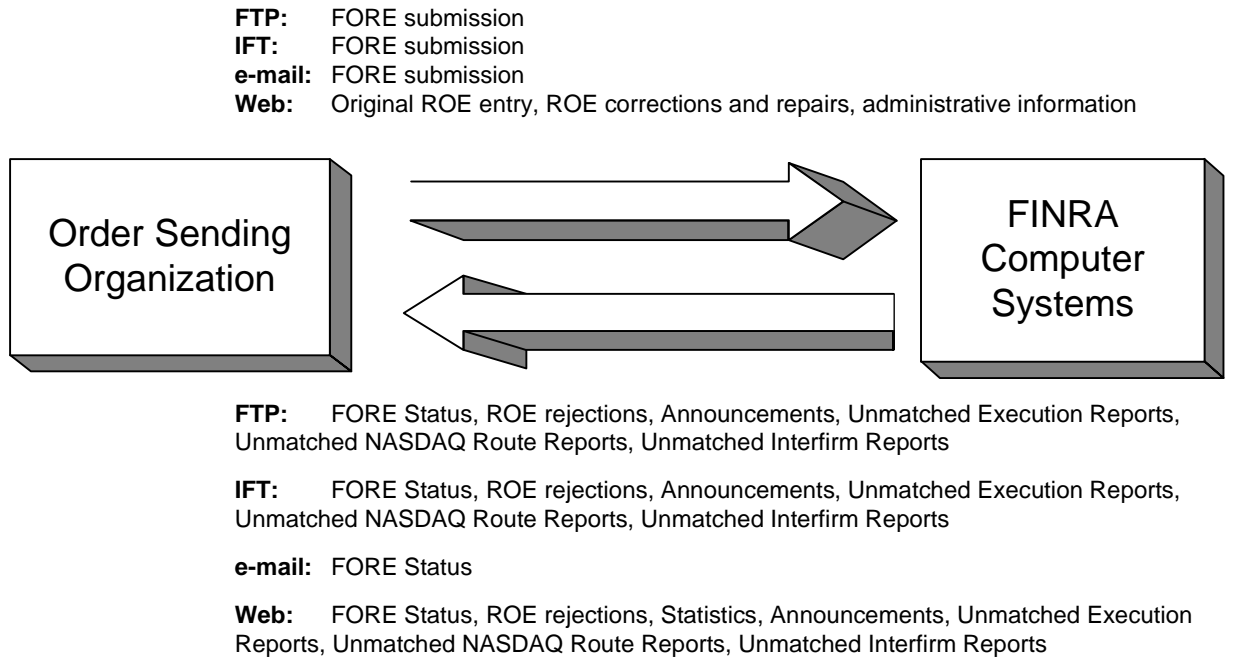 FTP: FORE submission
IFT: FORE submission
e-mail: FORE submission
Web: Original ROE entry, ROE corrections and repairs, administrative information
Order Sending
Organization
FINRA
Computer
Systems
FTP: FORE Status, ROE rejections, Announcements, Unmatched Execution Reports,
Unmatched NASDAQ Route Reports, Unmatched Interfirm Reports
IFT: FORE Status, ROE rejections, Announcements, Unmatched Execution Reports,
Unmatched NASDAQ Route Reports, Unmatched Interfirm Reports
e-mail: FORE Status
Web: FORE Status, ROE rejections, Statistics, Announcements, Unmatched Execution
Reports, Unmatched NASDAQ Route Reports, Unmatched Interfirm Reports